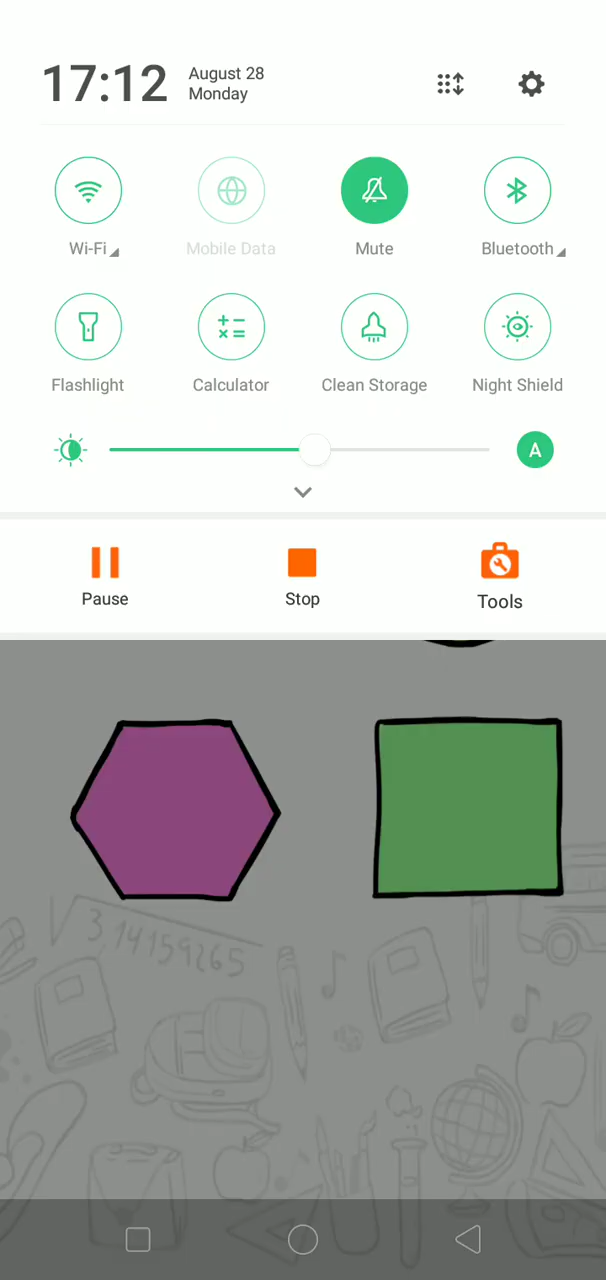 17:12
August 28
Monday
Wi-Fi
Mobile Data
Mute
Bluetooth
Flashlight
Calculator
Clean Storage
Night Shield
A
Pause
Stop
Tools
3 14159265